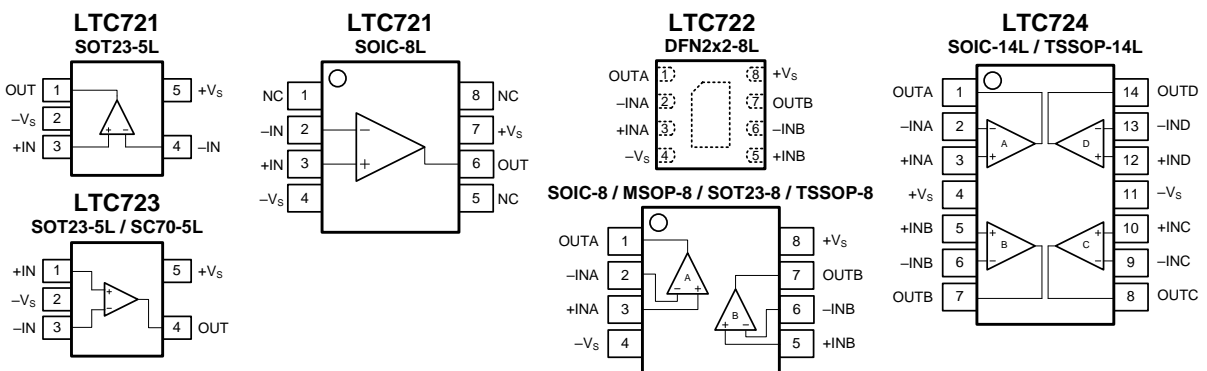 LTC721
SOT23-5L
OUT 1 5 +VS
–VS 2
+IN 3 4 –IN
+ –
LTC723
SOT23-5L / SC70-5L
+IN 1 5 +VS
–VS 2
–IN 3 4 OUT
+
–
LTC721
SOIC-8L
NC 1 8 NC
–IN 2 7 +VS
+IN 3 6 OUT
–VS 4 5 NC
–
+
LTC722
DFN2x2-8L
OUTA 1 8 +VS
–INA 2 7 OUTB
+INA 3 6 –INB
–VS 4 5 +INB
SOIC-8 / MSOP-8 / SOT23-8 / TSSOP-8
OUTA 1 8 +VS
–INA 2 A 7 OUTB
– +
+INA 3 B 6 –INB
+ –
–VS 4 5 +INB
LTC724
SOIC-14L / TSSOP-14L
OUTA 1 14 OUTD
–INA 2 – – 13 –IND
A D
+INA 3 + + 12 +IND
+VS 4 11 –VS
+INB 5 + + 10 +INC
B C
–INB 6 – – 9 –INC
OUTB 7 8 OUTC